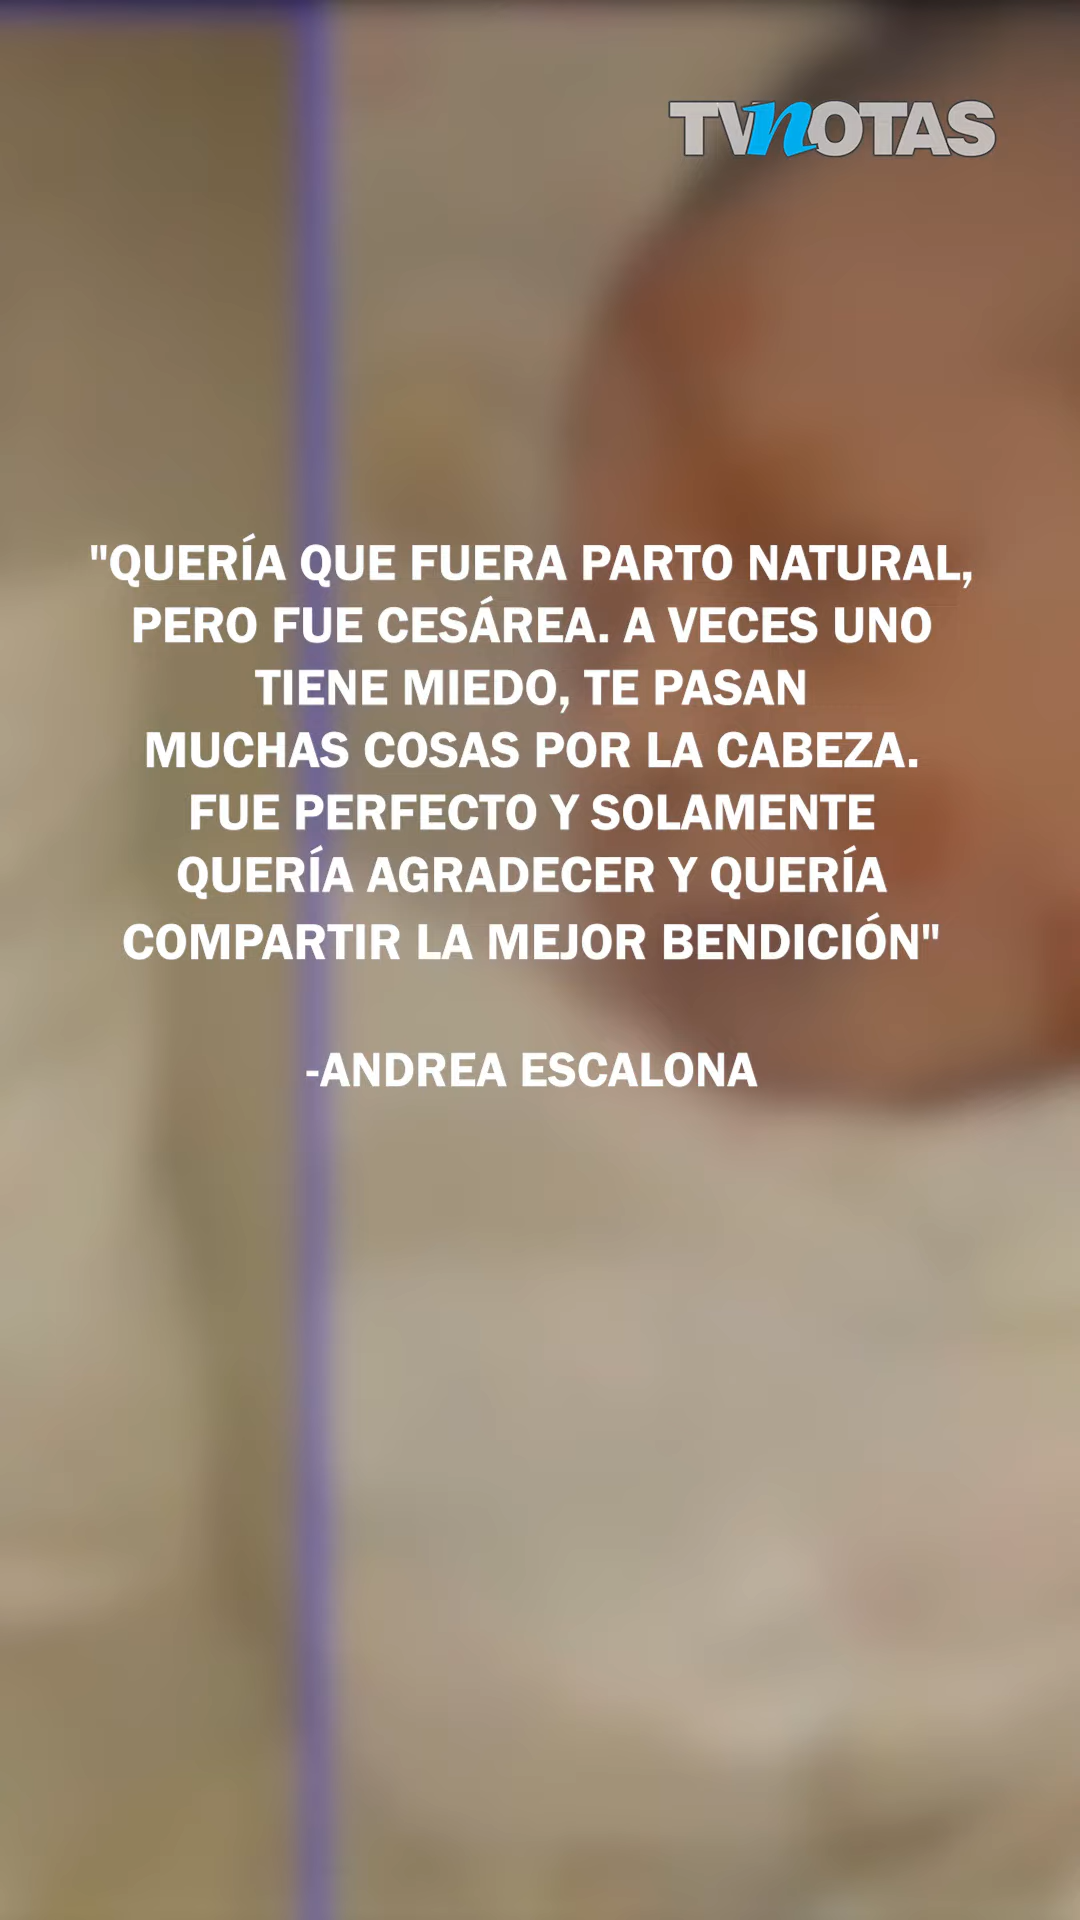 TVnOTAS
"QUERÍA QUE FUERA PARTO NATURAL,
PERO FUE CESÁREA. A VECES UNO
TIENE MIEDO, TE PASAN
MUCHAS COSAS POR LA CABEZA.
FUE PERFECTO Y SOLAMENTE
QUERÍA AGRADECER Y QUERÍA
COMPARTIR LA MEJOR BENDICIÓN"
-ANDREA ESCALONA